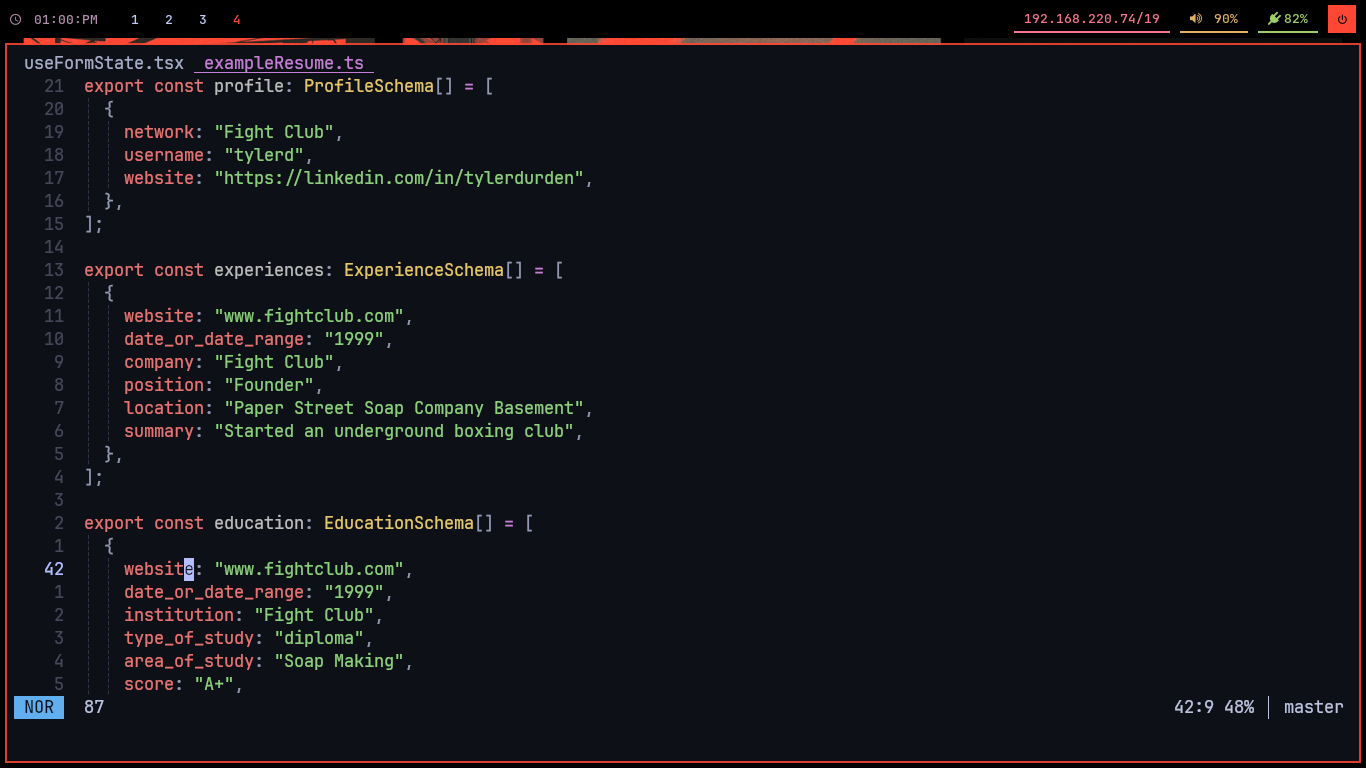 01:00:PM 1 2 3 4 192.168.220.74/19 90% 82%
useFormState.tsx exampleResume.ts
21 export const profile: ProfileSchema[] = [
20 {
19 network: "Fight Club",
18 username: "tylerd",
17 website: "https://linkedin.com/in/tylerdurden",
16 },
15 ];
14
13 export const experiences: ExperienceSchema[] = [
12 {
11 website: "www.fightclub.com",
10 date_or_date_range: "1999",
9 company: "Fight Club",
8 position: "Founder",
7 location: "Paper Street Soap Company Basement",
6 summary: "Started an underground boxing club",
5 },
4 ];
3
2 export const education: EducationSchema[] = [
1 {
42 website: "www.fightclub.com",
1 date_or_date_range: "1999",
2 institution: "Fight Club",
3 type_of_study: "diploma",
4 area_of_study: "Soap Making",
5 score: "A+",
NOR 87 42:9 48% master